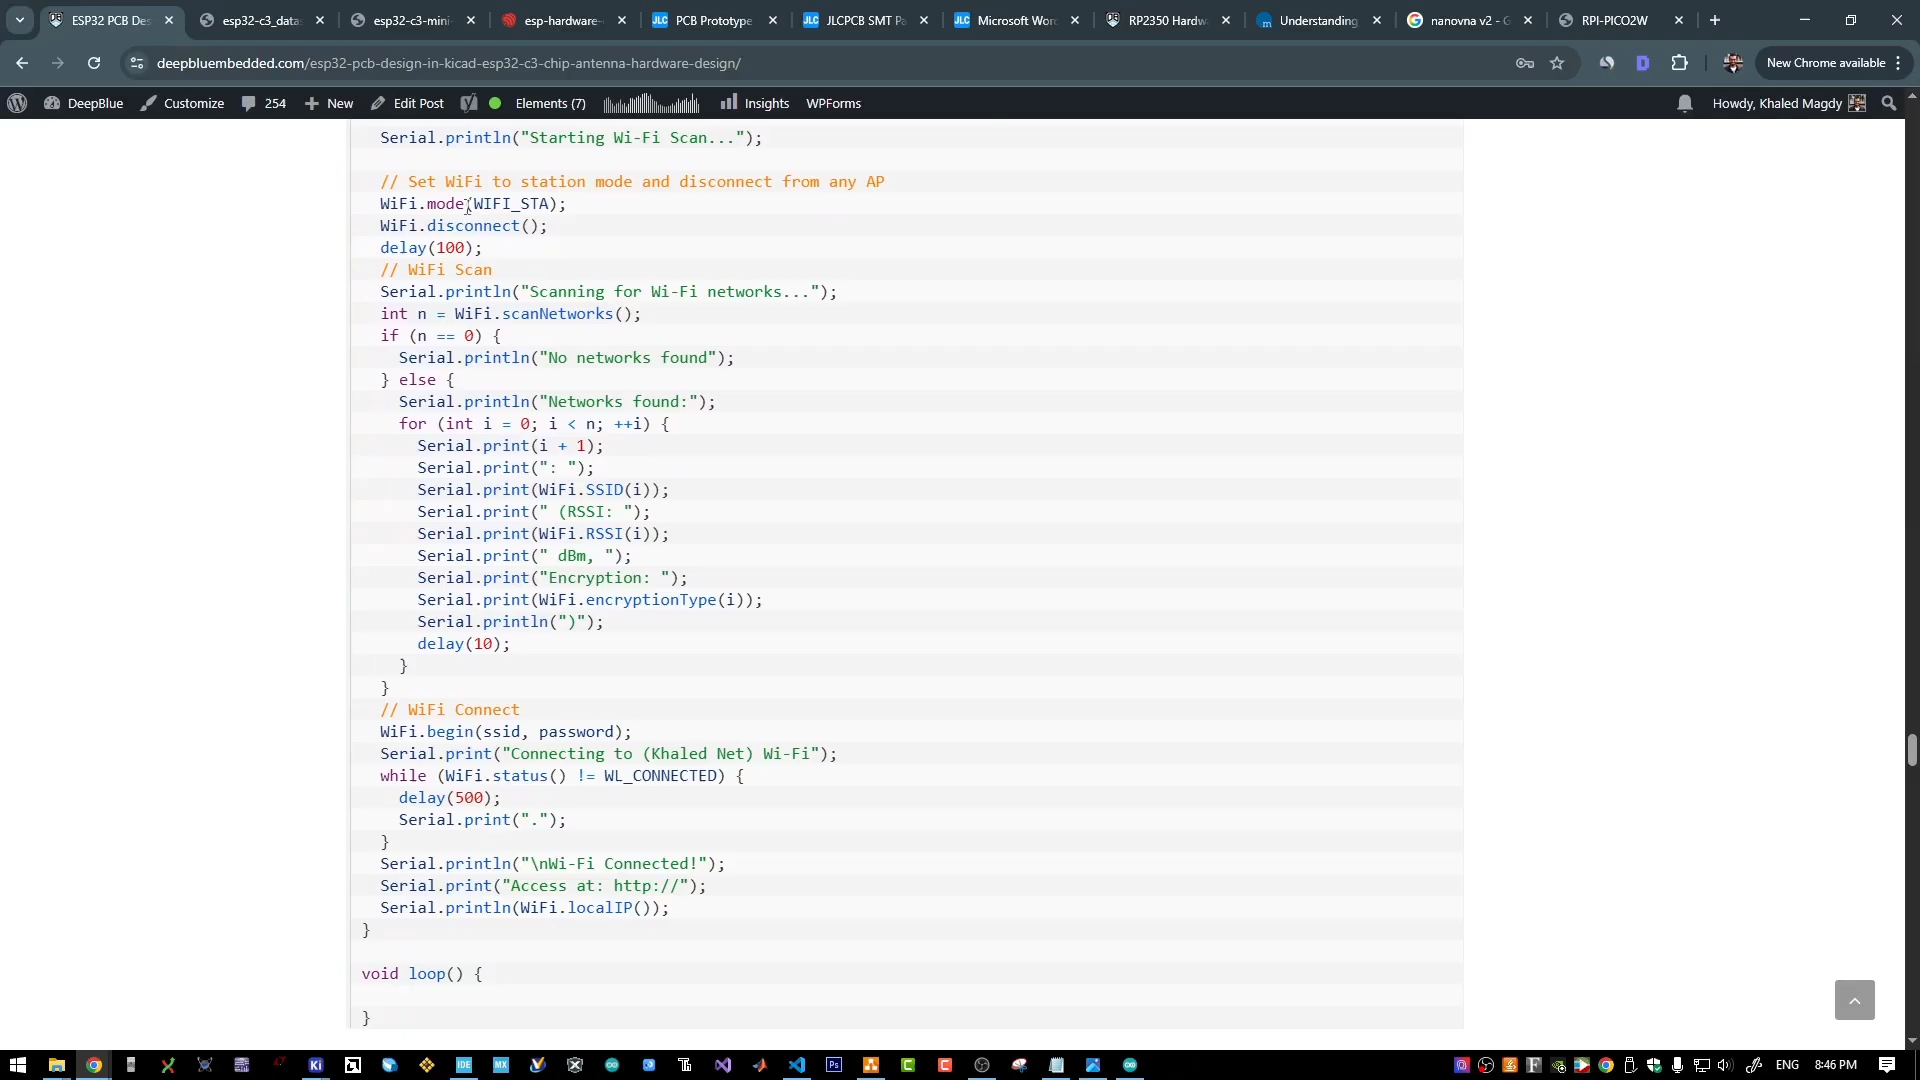 ESP32 PCB Des
esp32-c3_datas
esp32-c3-mini-
esp-hardware-
PCB Prototype
JLCPCB SMT Pa
Microsoft Word
RP2350 Hardw
Understanding
nanovna v2 - G
RPI-PICO2W
deepbluembedded.com/esp32-pcb-design-in-kicad-esp32-c3-chip-antenna-hardware-design/
New Chrome available
DeepBlue
Customize
254
New
Edit Post
Elements (7)
Insights
WPForms
Howdy, Khaled Magdy
Serial.println("Starting Wi-Fi Scan...");
// Set WiFi to station mode and disconnect from any AP
WiFi.mode(WIFI_STA);
WiFi.disconnect();
delay(100);
// WiFi Scan
Serial.println("Scanning for Wi-Fi networks...");
int n = WiFi.scanNetworks();
if (n == 0) {
Serial.println("No networks found");
} else {
Serial.println("Networks found:");
for (int i = 0; i < n; ++i) {
Serial.print(i + 1);
Serial.print(": ");
Serial.print(WiFi.SSID(i));
Serial.print(" (RSSI: ");
Serial.print(WiFi.RSSI(i));
Serial.print(" dBm, ");
Serial.print("Encryption: ");
Serial.print(WiFi.encryptionType(i));
Serial.println(")");
delay(10);
}
}
// WiFi Connect
WiFi.begin(ssid, password);
Serial.print("Connecting to (Khaled Net) Wi-Fi");
while (WiFi.status() != WL_CONNECTED) {
delay(500);
Serial.print(".");
}
Serial.println("\nWi-Fi Connected!");
Serial.print("Access at: http://");
Serial.println(WiFi.localIP());
}
void loop() {
}
ENG
8:46 PM